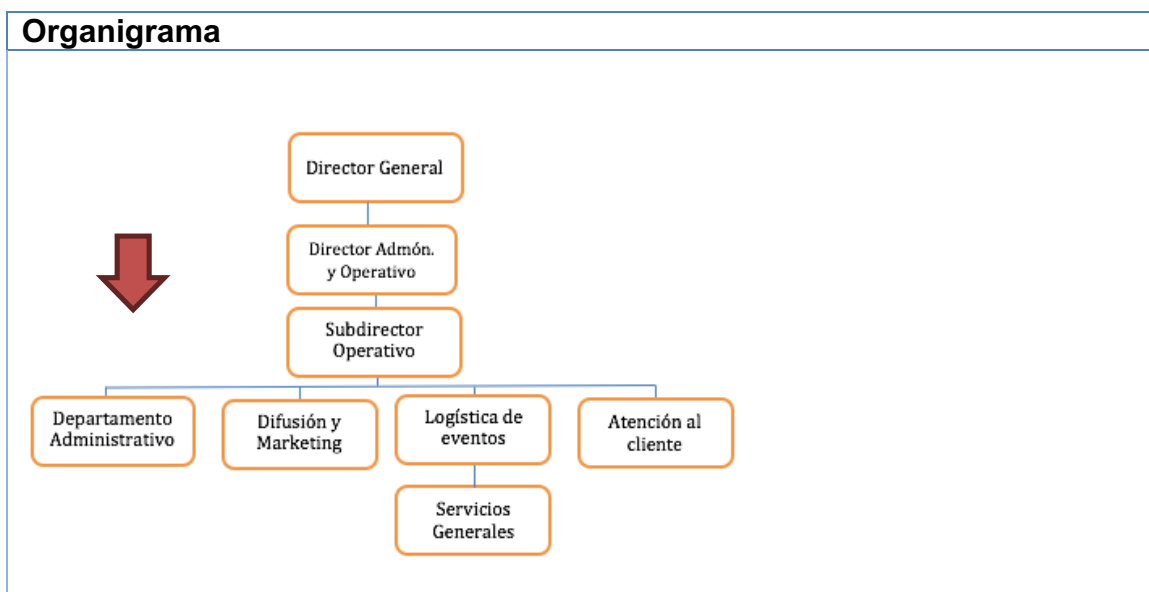 Organigrama
Director General
Director Admón.
y Operativo
Subdirector
Operativo
Departamento
Administrativo
Difusión y
Marketing
Logística de
eventos
Atención al
cliente
Servicios
Generales